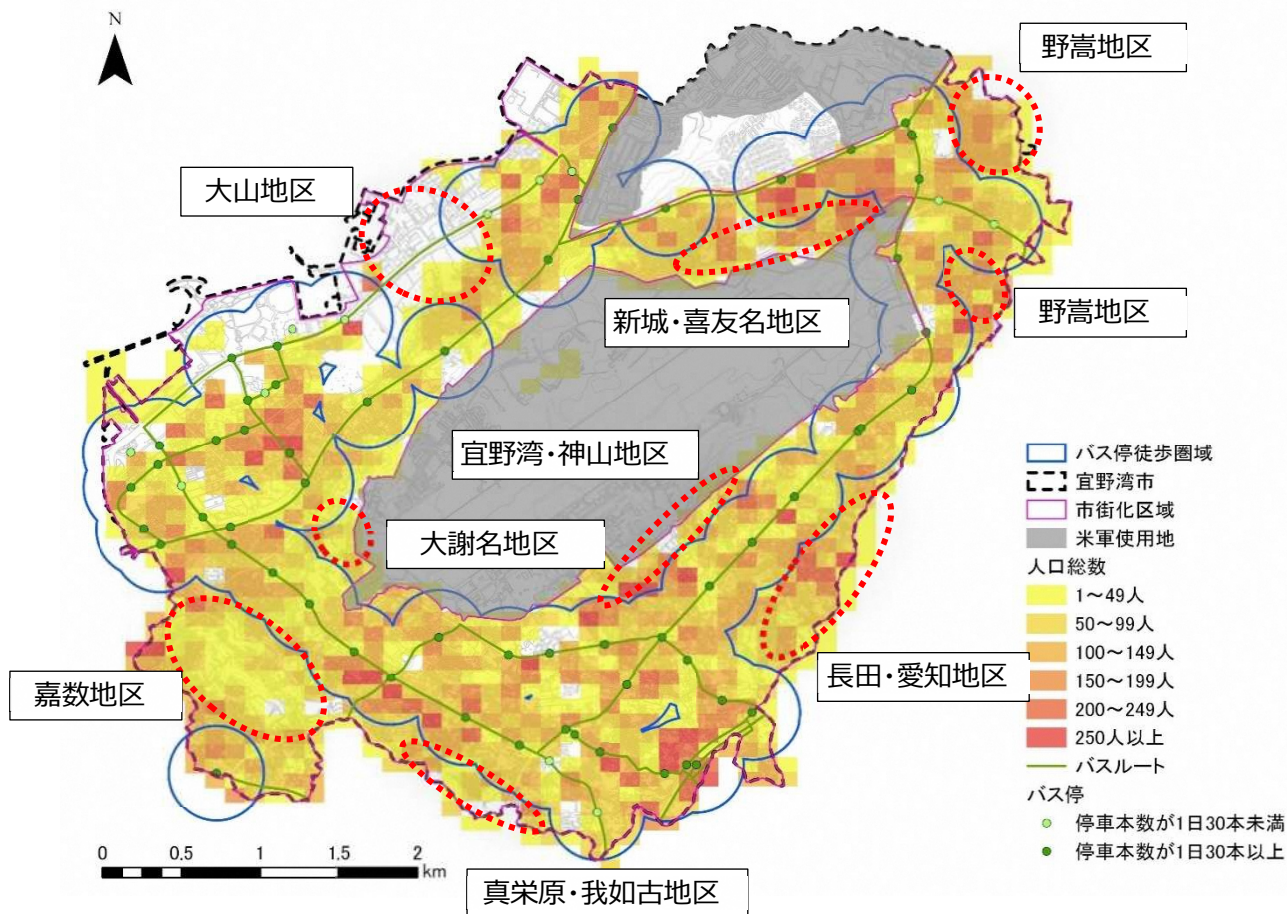 N
野嵩地区
大山地区
新城・喜友名地区
野嵩地区
宜野湾・神山地区
大謝名地区
長田・愛知地区
嘉数地区
真栄原・我如古地区
バス停徒歩圏域
宜野湾市
市街化区域
米軍使用地
人口総数
1~49人
50~99人
100~149人
150~199人
200~249人
250人以上
バスルート
バス停
停車本数が1日30本未満
停車本数が1日30本以上
0 0.5 1 1.5 2
km